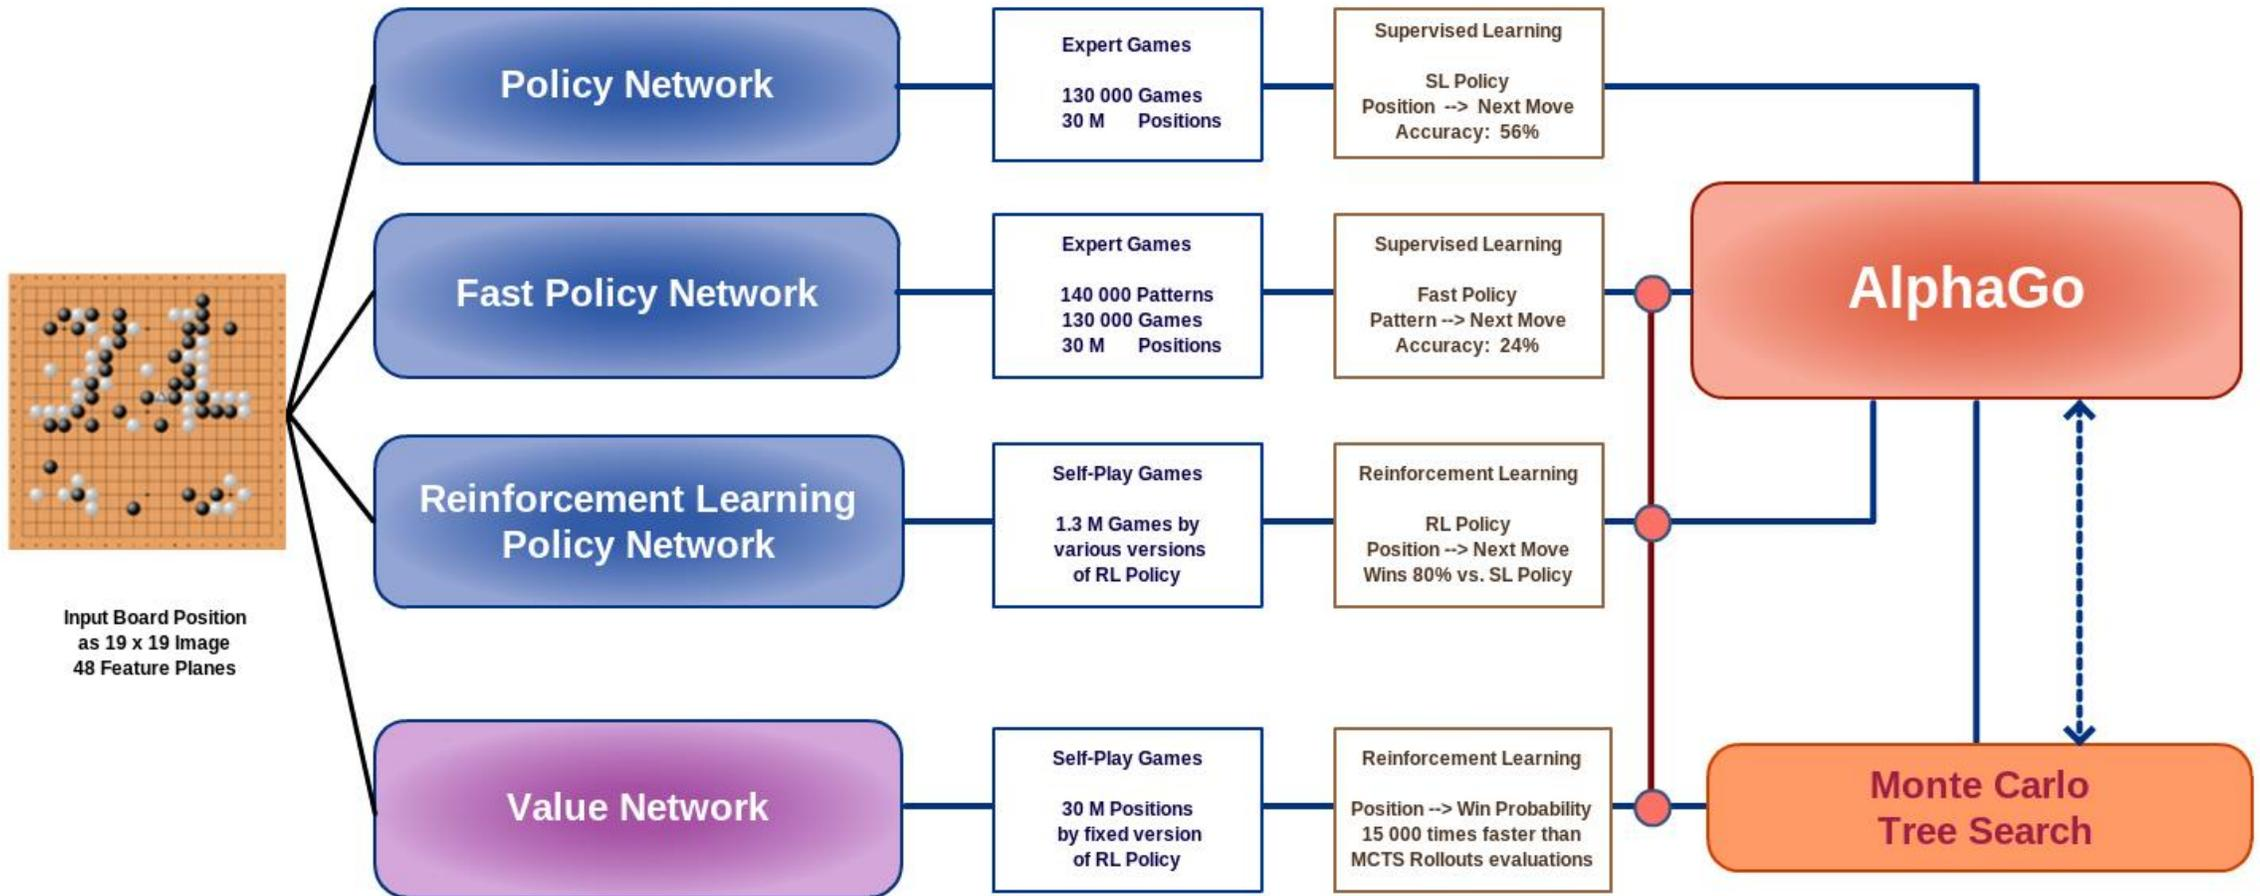 Policy Network
Expert Games
130 000 Games
30 M Positions
Supervised Learning
SL Policy
Position --> Next Move
Accuracy: 56%
Fast Policy Network
Expert Games
140 000 Patterns
130 000 Games
30 M Positions
Supervised Learning
Fast Policy
Pattern --> Next Move
Accuracy: 24%
AlphaGo
Reinforcement Learning
Policy Network
Self-Play Games
1.3 M Games by
various versions
of RL Policy
Reinforcement Learning
RL Policy
Position --> Next Move
Wins 80% vs. SL Policy
Input Board Position
as 19 x 19 Image
48 Feature Planes
Value Network
Self-Play Games
30 M Positions
by fixed version
of RL Policy
Reinforcement Learning
Position --> Win Probability
15 000 times faster than
MCTS Rollouts evaluations
Monte Carlo
Tree Search